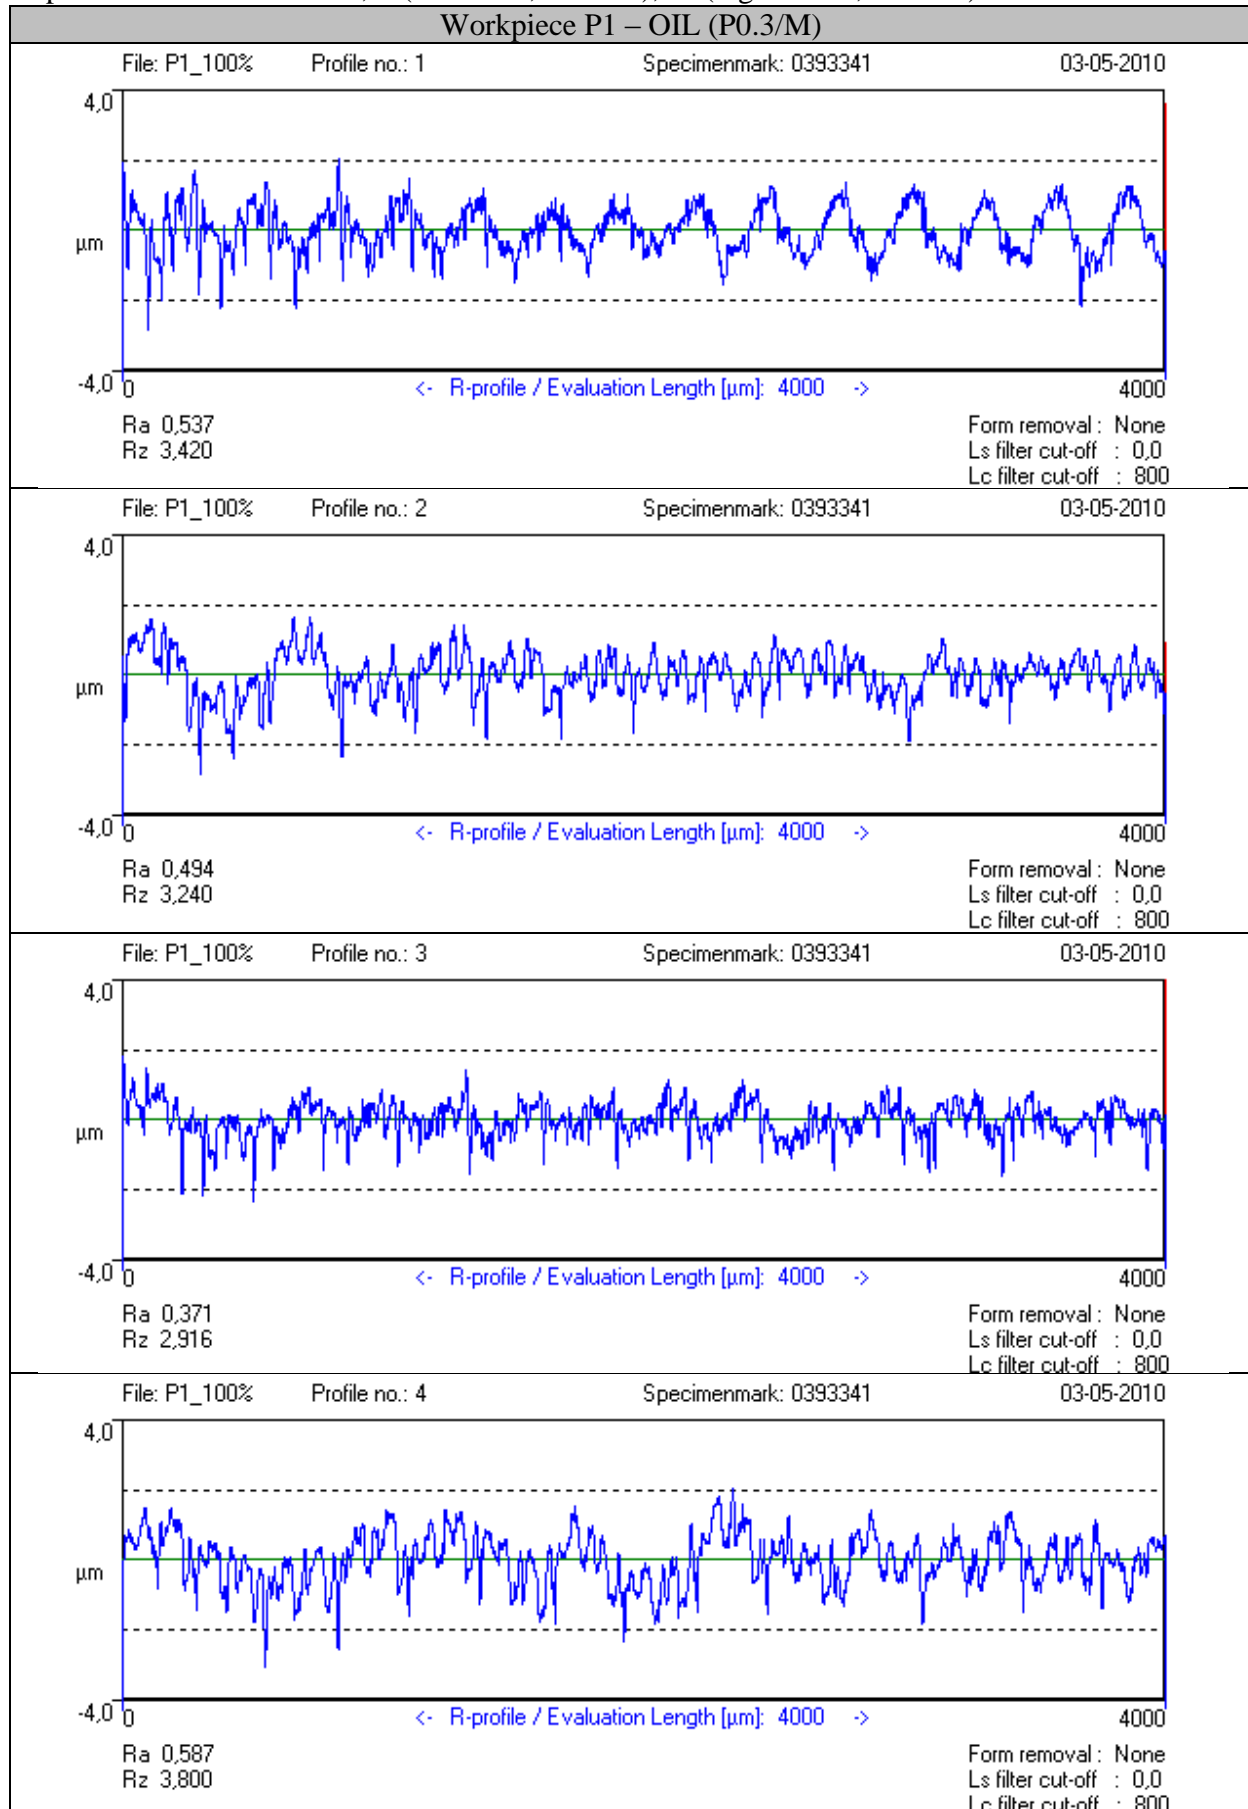 Workpiece P1 – OIL (P0.3/M)
File: P1_100% Profile no.: 1 Specimenmark: 0393341 03-05-2010
4,0
µm
-4,0 0 <- R-profile / Evaluation Length [µm]: 4000 -> 4000
Ra 0,537 Form removal : None
Rz 3,420 Ls filter cut-off : 0,0
Lc filter cut-off : 800
File: P1_100% Profile no.: 2 Specimenmark: 0393341 03-05-2010
4,0
µm
-4,0 0 <- R-profile / Evaluation Length [µm]: 4000 -> 4000
Ra 0,494 Form removal : None
Rz 3,240 Ls filter cut-off : 0,0
Lc filter cut-off : 800
File: P1_100% Profile no.: 3 Specimenmark: 0393341 03-05-2010
4,0
µm
-4,0 0 <- R-profile / Evaluation Length [µm]: 4000 -> 4000
Ra 0,371 Form removal : None
Rz 2,916 Ls filter cut-off : 0,0
Lc filter cut-off : 800
File: P1_100% Profile no.: 4 Specimenmark: 0393341 03-05-2010
4,0
µm
-4,0 0 <- R-profile / Evaluation Length [µm]: 4000 -> 4000
Ra 0,587 Form removal : None
Rz 3,800 Ls filter cut-off : 0,0
Lc filter cut-off : 800